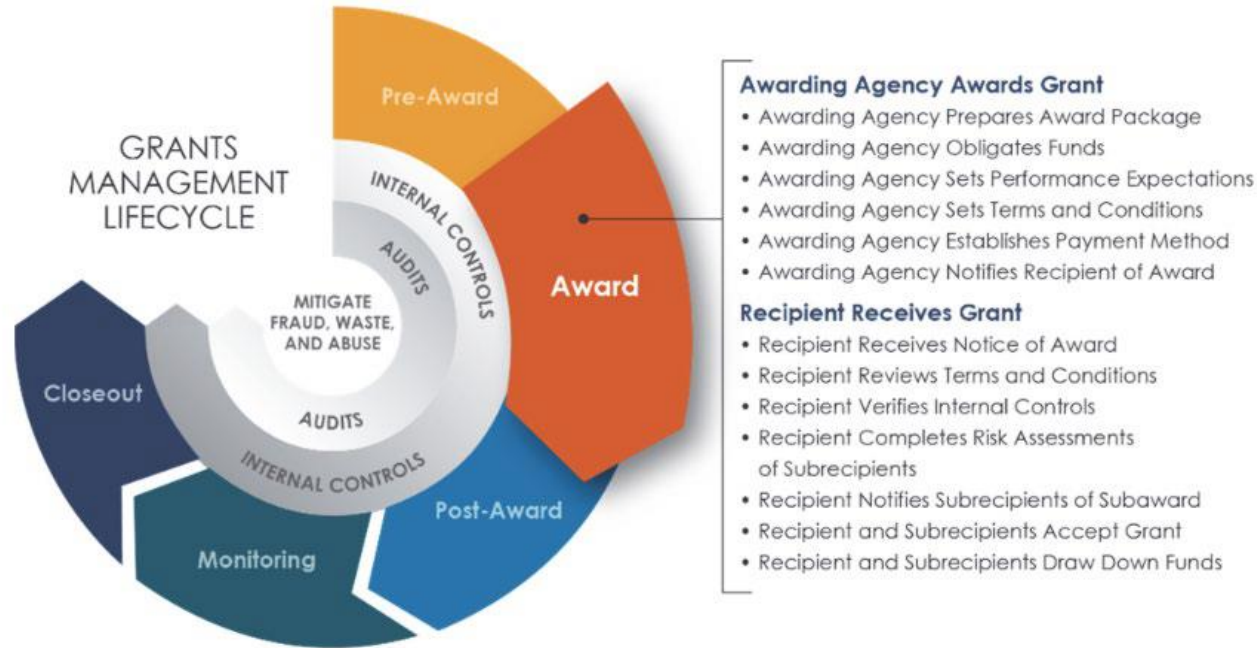 GRANTS
MANAGEMENT
LIFECYCLE
Pre-Award
Award
Post-Award
Monitoring
Closeout
INTERNAL CONTROLS
AUDITS
MITIGATE
FRAUD, WASTE,
AND ABUSE
AUDITS
INTERNAL CONTROLS
Awarding Agency Awards Grant
• Awarding Agency Prepares Award Package
• Awarding Agency Obligates Funds
• Awarding Agency Sets Performance Expectations
• Awarding Agency Sets Terms and Conditions
• Awarding Agency Establishes Payment Method
• Awarding Agency Notifies Recipient of Award
Recipient Receives Grant
• Recipient Receives Notice of Award
• Recipient Reviews Terms and Conditions
• Recipient Verifies Internal Controls
• Recipient Completes Risk Assessments
of Subrecipients
• Recipient Notifies Subrecipients of Subaward
• Recipient and Subrecipients Accept Grant
• Recipient and Subrecipients Draw Down Funds